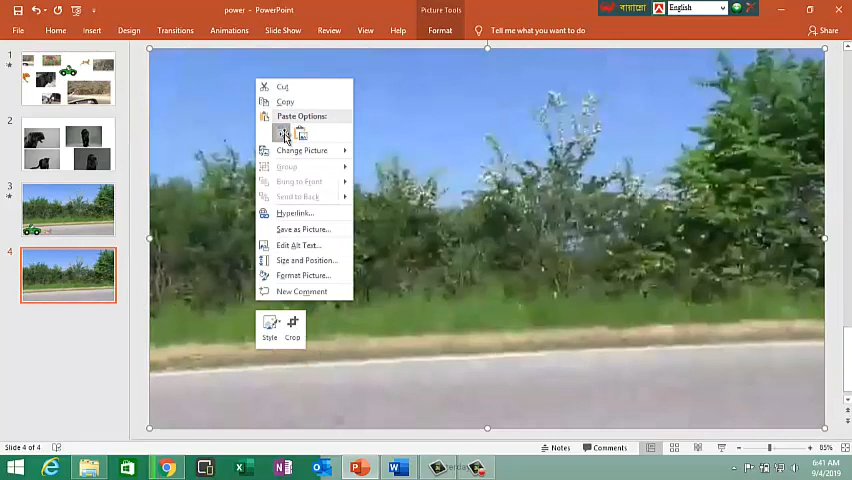 power - PowerPoint
Picture Tools
বায়ান্নো
English
File Home Insert Design Transitions Animations Slide Show Review View Help Format Tell me what you want to do Share
1
2
3
4
Cut
Copy
Paste Options:
Change Picture
Group
Bring to Front
Send to Back
Hyperlink...
Save as Picture...
Edit Alt Text...
Size and Position...
Format Picture...
New Comment
Style Crop
Slide 4 of 4
Notes Comments
85%
6:41 AM
9/4/2019